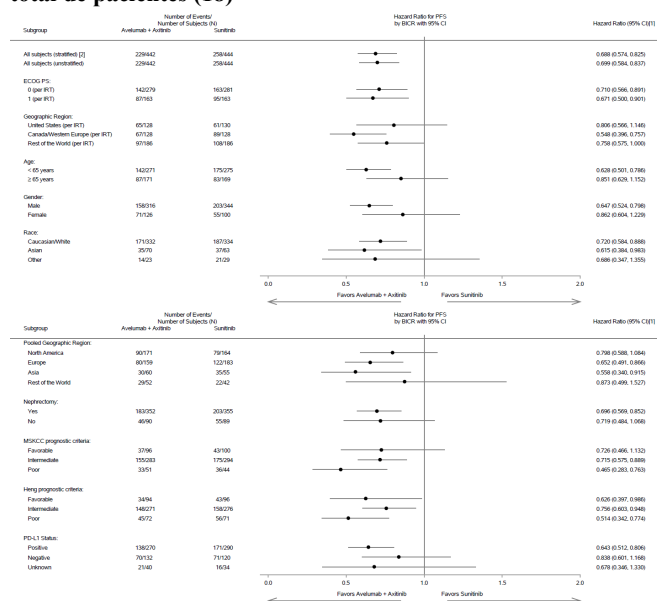 total de pacientes (18)
Number of Events/ Hazard Ratio for PFS
Number of Subjects (N) by BICR with 95% CI Hazard Ratio (95% CI)[1]
Subgroup Avelumab + Axitinib Sunitinib
All subjects (stratified) [2] 229/442 258/444 0.688 (0.574, 0.825)
All subjects (unstratified) 229/442 258/444 0.699 (0.584, 0.837)
ECOG PS:
0 (per IRT) 142/279 163/281 0.710 (0.566, 0.891)
1 (per IRT) 87/163 95/163 0.671 (0.500, 0.901)
Geographic Region:
United States (per IRT) 65/128 61/130 0.806 (0.566, 1.146)
Canada/Western Europe (per IRT) 67/128 89/128 0.548 (0.396, 0.757)
Rest of the World (per IRT) 97/186 108/186 0.758 (0.575, 1.000)
Age:
< 65 years 142/271 175/275 0.628 (0.501, 0.786)
≥ 65 years 87/171 83/169 0.851 (0.629, 1.152)
Gender:
Male 158/316 203/344 0.647 (0.524, 0.798)
Female 71/126 55/100 0.862 (0.604, 1.229)
Race:
Caucasian/White 171/332 187/334 0.720 (0.584, 0.888)
Asian 35/70 37/63 0.615 (0.384, 0.983)
Other 14/23 21/29 0.686 (0.347, 1.355)
0.0 0.5 1.0 1.5 2.0
Favors Avelumab + Axitinib Favors Sunitinib
Number of Events/ Hazard Ratio for PFS
Number of Subjects (N) by BICR with 95% CI Hazard Ratio (95% CI)[1]
Subgroup Avelumab + Axitinib Sunitinib
Pooled Geographic Region:
North America 90/171 79/164 0.798 (0.588, 1.084)
Europe 80/159 122/183 0.652 (0.491, 0.866)
Asia 30/60 35/55 0.558 (0.340, 0.915)
Rest of the World 29/52 22/42 0.873 (0.499, 1.527)
Nephrectomy:
Yes 183/352 203/355 0.696 (0.569, 0.852)
No 46/90 55/89 0.719 (0.484, 1.068)
MSKCC prognostic criteria:
Favorable 37/96 43/100 0.726 (0.466, 1.132)
Intermediate 155/283 175/294 0.715 (0.575, 0.889)
Poor 33/51 36/44 0.465 (0.283, 0.763)
Heng prognostic criteria:
Favorable 34/94 43/96 0.626 (0.397, 0.986)
Intermediate 148/271 158/276 0.756 (0.603, 0.948)
Poor 45/72 56/71 0.514 (0.342, 0.774)
PD-L1 Status:
Positive 138/270 171/290 0.643 (0.512, 0.806)
Negative 70/132 71/120 0.838 (0.601, 1.168)
Unknown 21/40 16/34 0.678 (0.346, 1.330)
0.0 0.5 1.0 1.5 2.0
Favors Avelumab + Axitinib Favors Sunitinib